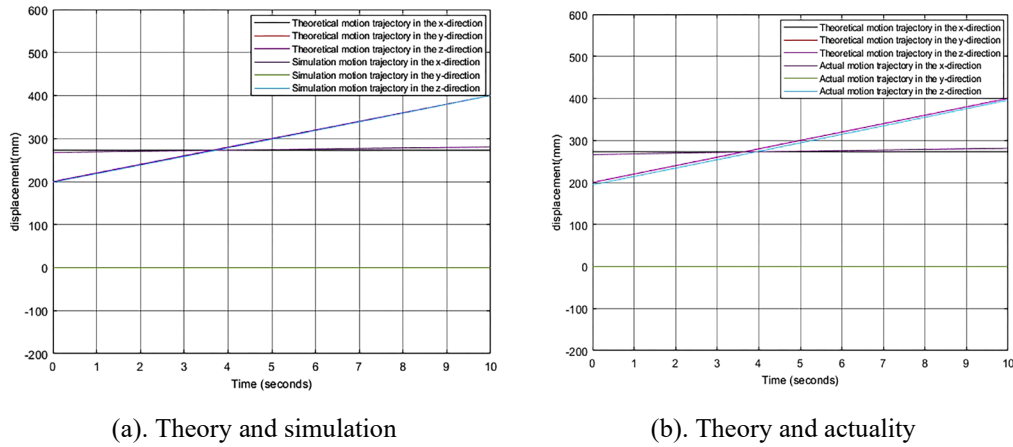 600
500
400
300
200
100
0
-100
-200
displacement(mm)
Theoretical motion trajectory in the x-direction
Theoretical motion trajectory in the y-direction
Theoretical motion trajectory in the z-direction
Simulation motion trajectory in the x-direction
Simulation motion trajectory in the y-direction
Simulation motion trajectory in the z-direction
0 1 2 3 4 5 6 7 8 9 10
Time (seconds)
(a). Theory and simulation
600
500
400
300
200
100
0
-100
-200
displacement(mm)
Theoretical motion trajectory in the x-direction
Theoretical motion trajectory in the y-direction
Theoretical motion trajectory in the z-direction
Actual motion trajectory in the x-direction
Actual motion trajectory in the y-direction
Actual motion trajectory in the z-direction
0 1 2 3 4 5 6 7 8 9 10
Time (seconds)
(b). Theory and actuality